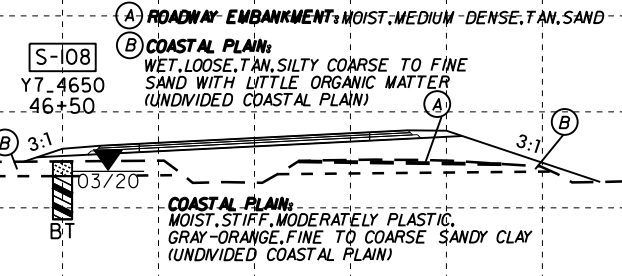 (A) ROADWAY EMBANKMENT: MOIST, MEDIUM DENSE, TAN, SAND
(B) COASTAL PLAIN:
WET, LOOSE, TAN, SILTY COARSE TO FINE
SAND WITH LITTLE ORGANIC MATTER
(UNDIVIDED COASTAL PLAIN)
S-108
Y7_4650
46+50
A
B
B
3:1
3:1
03/20
BT
COASTAL PLAIN:
MOIST, STIFF, MODERATELY PLASTIC,
GRAY-ORANGE, FINE TO COARSE SANDY CLAY
(UNDIVIDED COASTAL PLAIN)